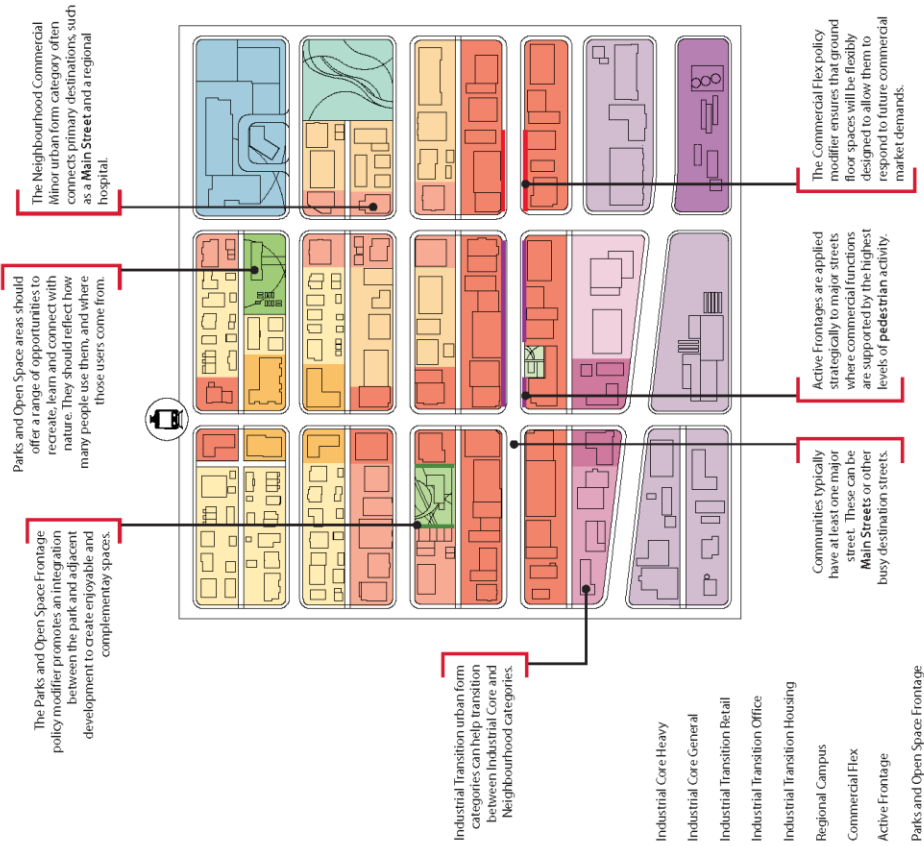 The Parks and Open Space Frontage
policy modifier promotes an integration
between the park and adjacent
development to create enjoyable and
complementay spaces.
Parks and Open Space areas should
offer a range of opportunities to
recreate, learn and connect with
nature. They should reflect how
many people use them, and where
those users come from.
The Neighbourhood Commercial
Minor urban form category often
connects primary destinations, such
as a Main Street and a regional
hospital.
Industrial Transition urban form
categories can help transition
between Industrial Core and
Neighbourhood categories.
Communities typically
have at least one major
street. These can be
Main Streets or other
busy destination streets.
Active Frontages are applied
strategically to major streets
where commercial functions
are supported by the highest
levels of pedestrian activity.
The Commercial Flex policy
modifier ensures that ground
floor spaces will be flexibly
designed to allow them to
respond to future commercial
market demands.
Industrial Core Heavy
Industrial Core General
Industrial Transition Retail
Industrial Transition Office
Industrial Transition Housing
Regional Campus
Commercial Flex
Active Frontage
Parks and Open Space Frontage